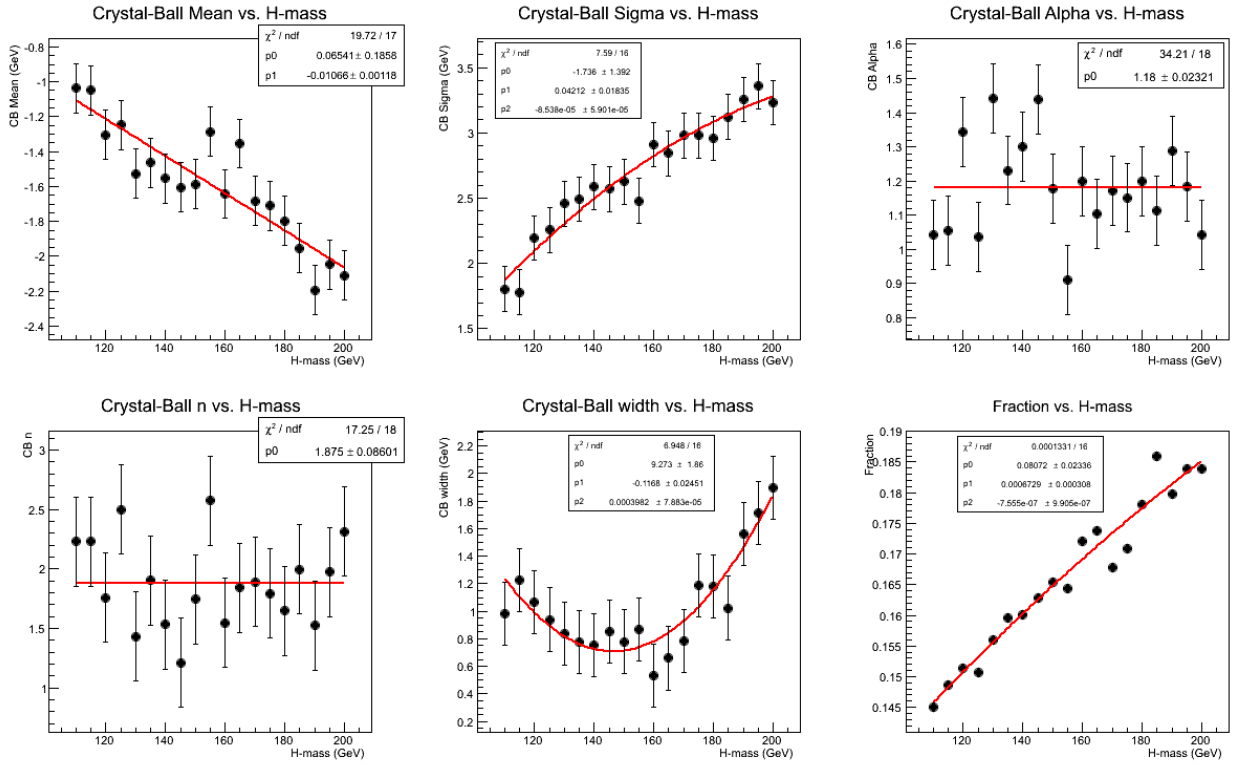 Crystal-Ball Mean vs. H-mass
χ² / ndf 19.72 / 17
p0 0.06541 ± 0.1858
p1 -0.01066 ± 0.00118
CB Mean (GeV)
-0.8
-1
-1.2
-1.4
-1.6
-1.8
-2
-2.2
-2.4
120 140 160 180 200
H-mass (GeV)
Crystal-Ball Sigma vs. H-mass
χ² / ndf 7.59 / 16
p0 -1.736 ± 1.392
p1 0.04212 ± 0.01835
p2 -8.538e-05 ± 5.901e-05
CB Sigma (GeV)
3.5
3
2.5
2
1.5
120 140 160 180 200
H-mass (GeV)
Crystal-Ball Alpha vs. H-mass
χ² / ndf 34.21 / 18
p0 1.18 ± 0.02321
CB Alpha
1.6
1.5
1.4
1.3
1.2
1.1
1
0.9
0.8
120 140 160 180 200
H-mass (GeV)
Crystal-Ball n vs. H-mass
χ² / ndf 17.25 / 18
p0 1.875 ± 0.08601
CB n
3
2.5
2
1.5
1
120 140 160 180 200
H-mass (GeV)
Crystal-Ball width vs. H-mass
χ² / ndf 6.948 / 16
p0 9.273 ± 1.86
p1 -0.1168 ± 0.02451
p2 0.0003982 ± 7.883e-05
CB width (GeV)
2.2
2
1.8
1.6
1.4
1.2
1
0.8
0.6
0.4
0.2
120 140 160 180 200
H-mass (GeV)
Fraction vs. H-mass
χ² / ndf 0.0001331 / 16
p0 0.08072 ± 0.02336
p1 0.0006729 ± 0.000308
p2 -7.555e-07 ± 9.905e-07
Fraction
0.19
0.185
0.18
0.175
0.17
0.165
0.16
0.155
0.15
0.145
120 140 160 180 200
H-mass (GeV)